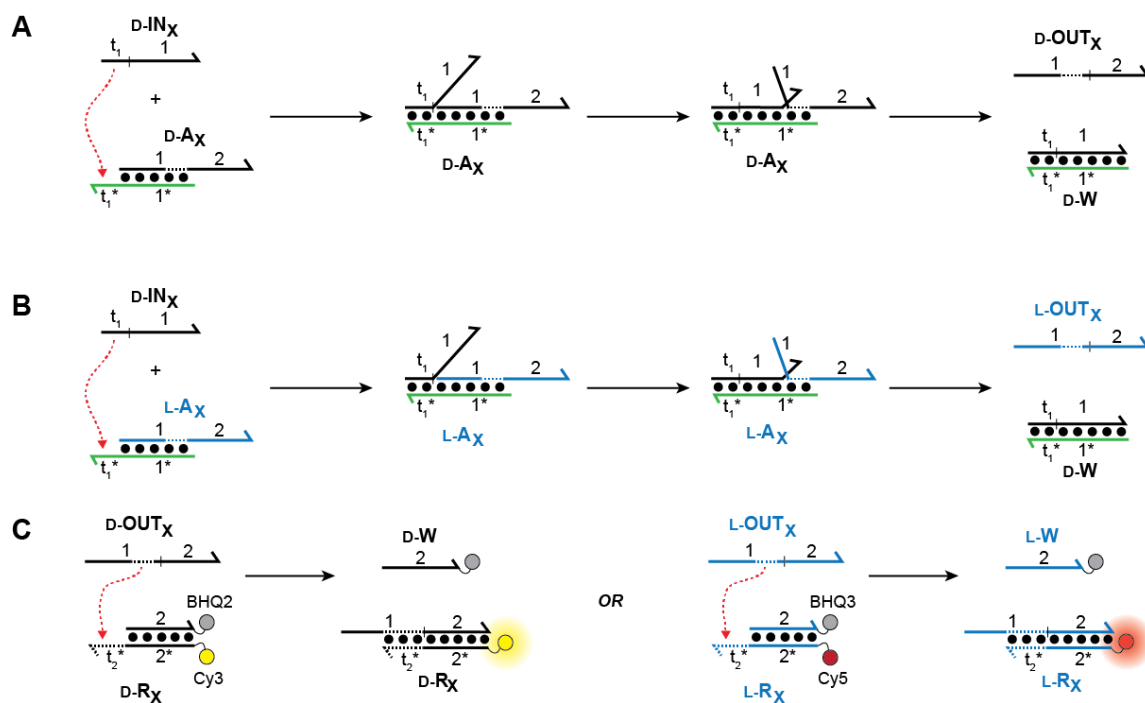 A
D-INX
t1 1
+
D-AX
1 2
t1* 1*
1
t1 1 2
t1* 1*
D-AX
1
t1 1 2
t1* 1*
D-AX
D-OUTX
1 2
t1 1
t1* 1*
D-W
B
D-INX
t1 1
+
L-AX
1 2
t1* 1*
1
t1 1 2
t1* 1*
L-AX
1
t1 1 2
t1* 1*
L-AX
L-OUTX
1 2
t1 1
t1* 1*
D-W
C
D-OUTX
1 2
BHQ2
2
t2* 2*
Cy3
D-RX
D-W
2
1 2
t2* 2*
D-RX
OR
L-OUTX
1 2
BHQ3
2
t2* 2*
Cy5
L-RX
L-W
2
1 2
t2* 2*
L-RX